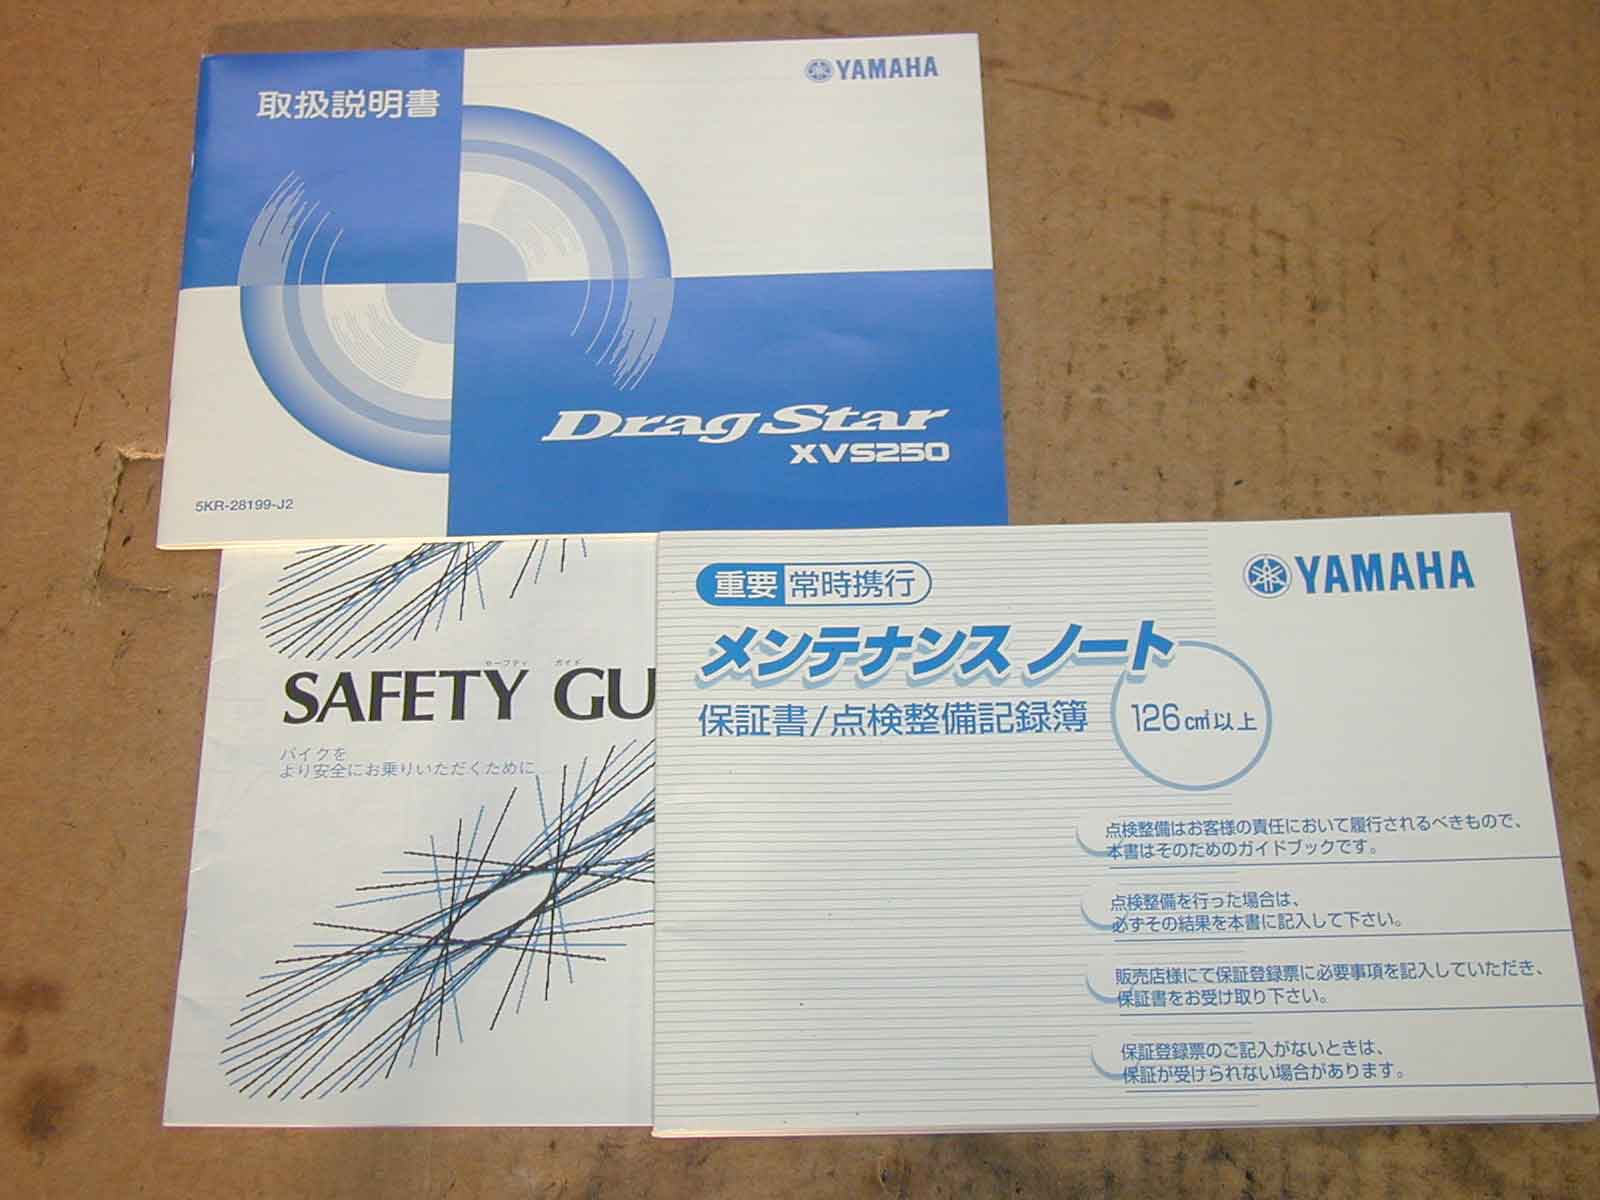 取扱説明書
YAMAHA
Drag Star
XVS250
5KR-28199-J2
セーフティ ガイド
SAFETY GU
バイクを
より安全にお乗りいただくために
重要 常時携行
YAMAHA
メンテナンス ノート
保証書/点検整備記録簿
126㎤以上
点検整備はお客様の責任において履行されるべきもので、
本書はそのためのガイドブックです。
点検整備を行った場合は、
必ずその結果を本書に記入して下さい。
販売店様にて保証登録票に必要事項を記入していただき、
保証書をお受け取り下さい。
保証登録票のご記入がないときは、
保証が受けられない場合があります。